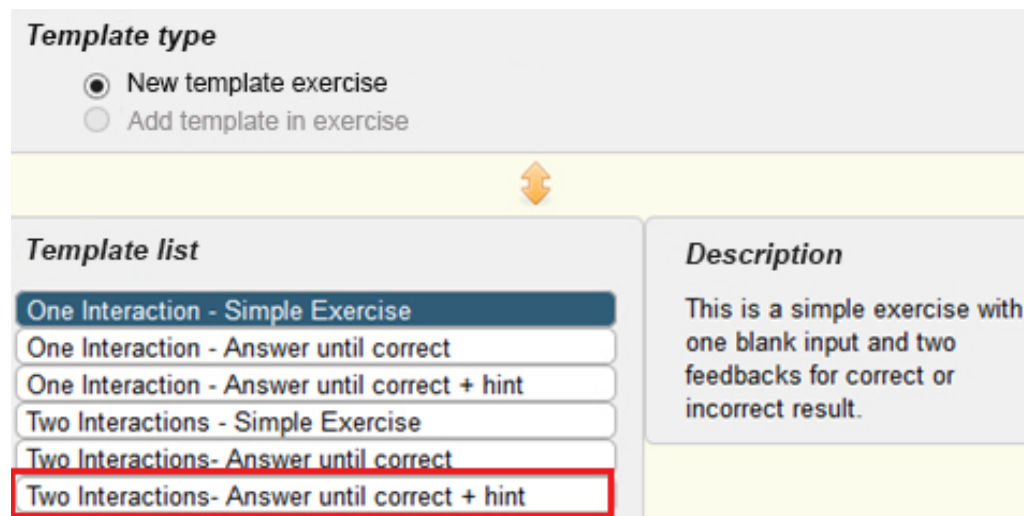 Template type
New template exercise
Add template in exercise
Template list
One Interaction - Simple Exercise
One Interaction - Answer until correct
One Interaction - Answer until correct + hint
Two Interactions - Simple Exercise
Two Interactions- Answer until correct
Two Interactions- Answer until correct + hint
Description
This is a simple exercise with
one blank input and two
feedbacks for correct or
incorrect result.